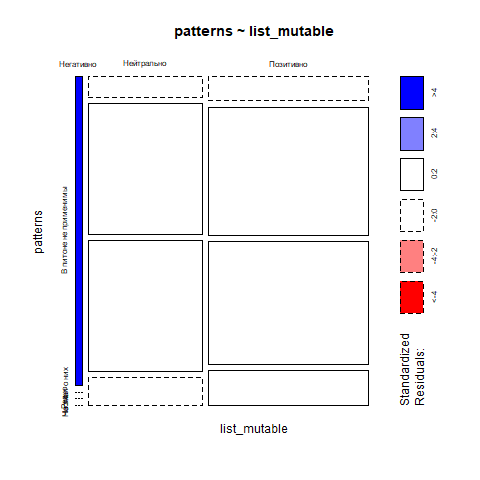 patterns ~ list_mutable
Негативно
Нейтрально
Позитивно
patterns
В питоне не применимы
о них
list_mutable
Standardized
Residuals:
<-4
-4:-2
-2:0
0:2
2:4
>4